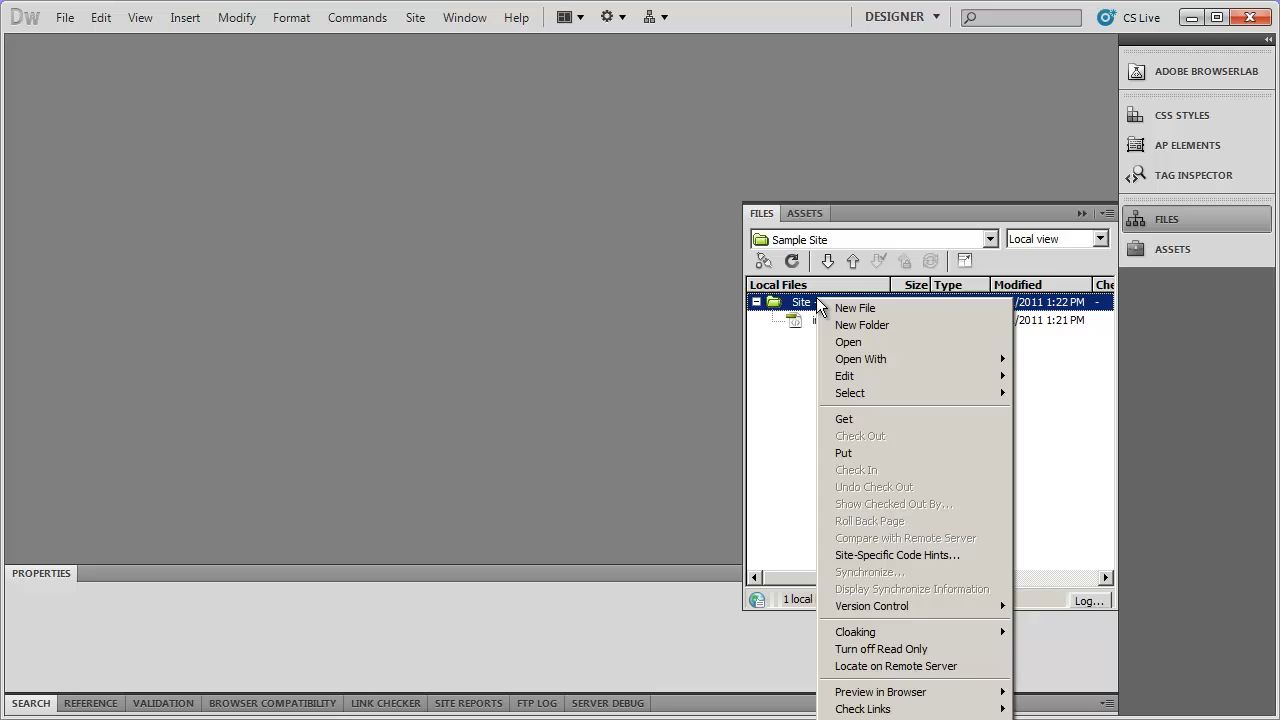 Dw File Edit View Insert Modify Format Commands Site Window Help DESIGNER CS Live
ADOBE BROWSERLAB
CSS STYLES
AP ELEMENTS
TAG INSPECTOR
FILES
ASSETS
FILES ASSETS
Sample Site Local view
Local Files Size Type Modified Che
Site /2011 1:22 PM -
/2011 1:21 PM
New File
New Folder
Open
Open With
Edit
Select
Get
Check Out
Put
Check In
Undo Check Out
Show Checked Out By...
Roll Back Page
Compare with Remote Server
Site-Specific Code Hints...
Synchronize...
Display Synchronize Information
Version Control
Cloaking
Turn off Read Only
Locate on Remote Server
Preview in Browser
Check Links
1 local Log...
PROPERTIES
SEARCH REFERENCE VALIDATION BROWSER COMPATIBILITY LINK CHECKER SITE REPORTS FTP LOG SERVER DEBUG